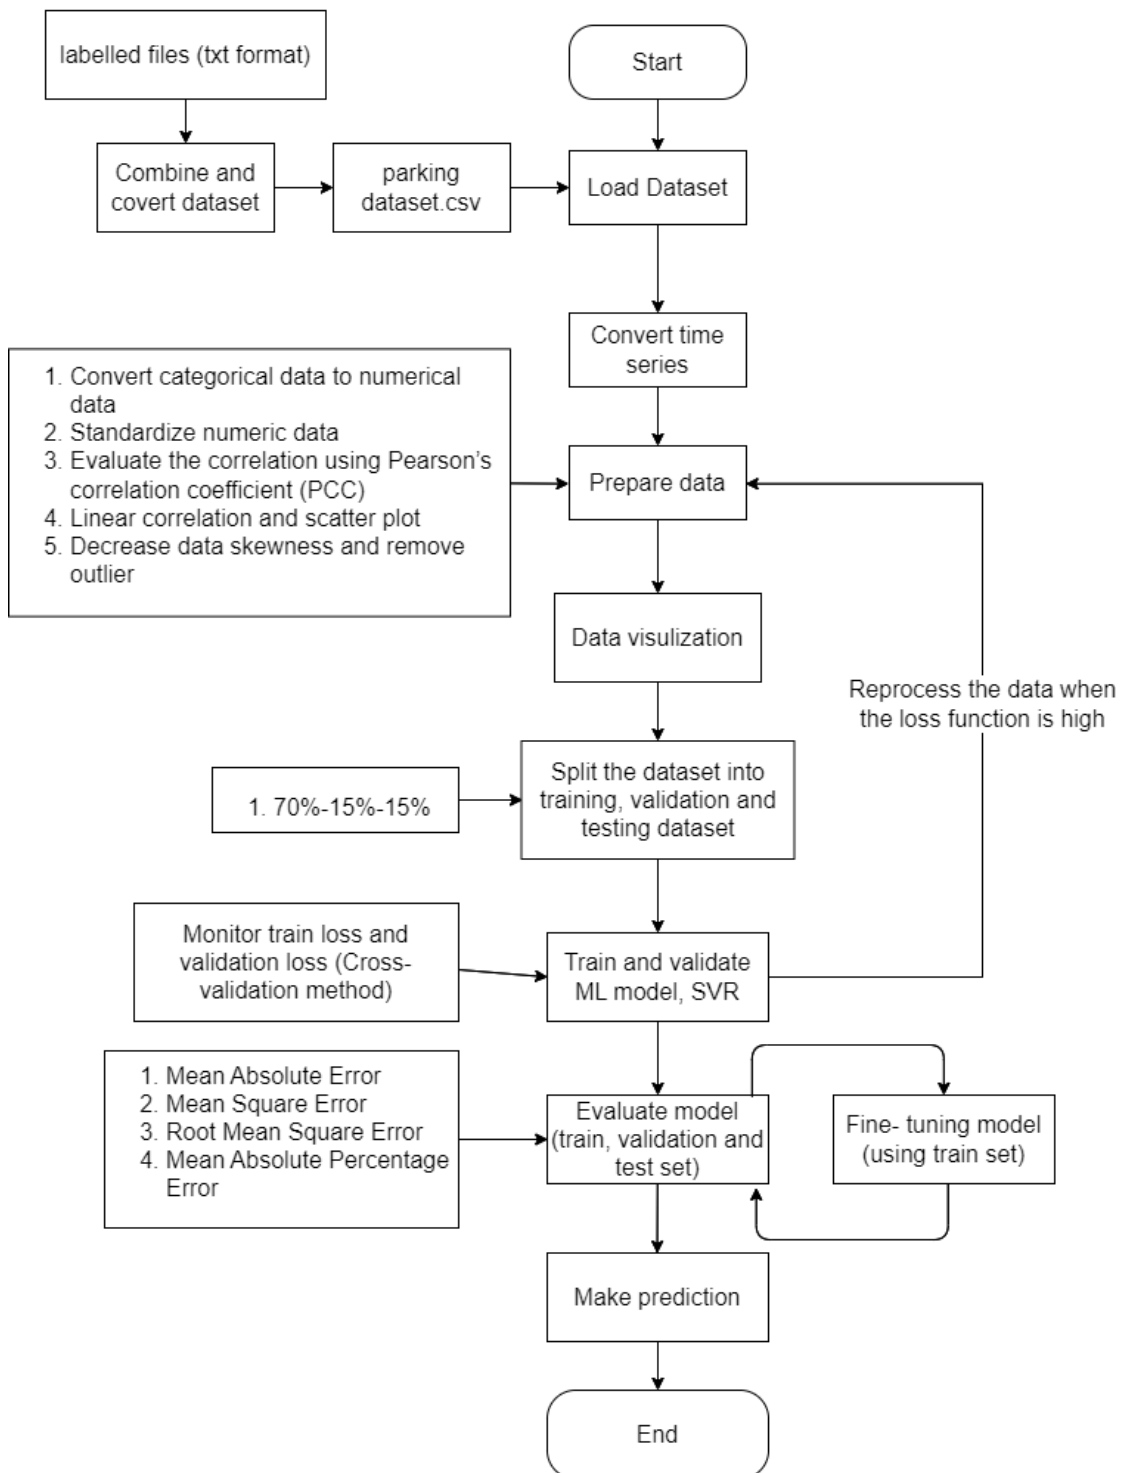 labelled files (txt format)
Start
Combine and
covert dataset
parking
dataset.csv
Load Dataset
Convert time
series
1. Convert categorical data to numerical
data
2. Standardize numeric data
3. Evaluate the correlation using Pearson's
correlation coefficient (PCC)
4. Linear correlation and scatter plot
5. Decrease data skewness and remove
outlier
Prepare data
Data visulization
Reprocess the data when
the loss function is high
Split the dataset into
training, validation and
testing dataset
1. 70%-15%-15%
Monitor train loss and
validation loss (Cross-
validation method)
Train and validate
ML model, SVR
1. Mean Absolute Error
2. Mean Square Error
3. Root Mean Square Error
4. Mean Absolute Percentage
Error
Evaluate model
(train, validation and
test set)
Fine- tuning model
(using train set)
Make prediction
End